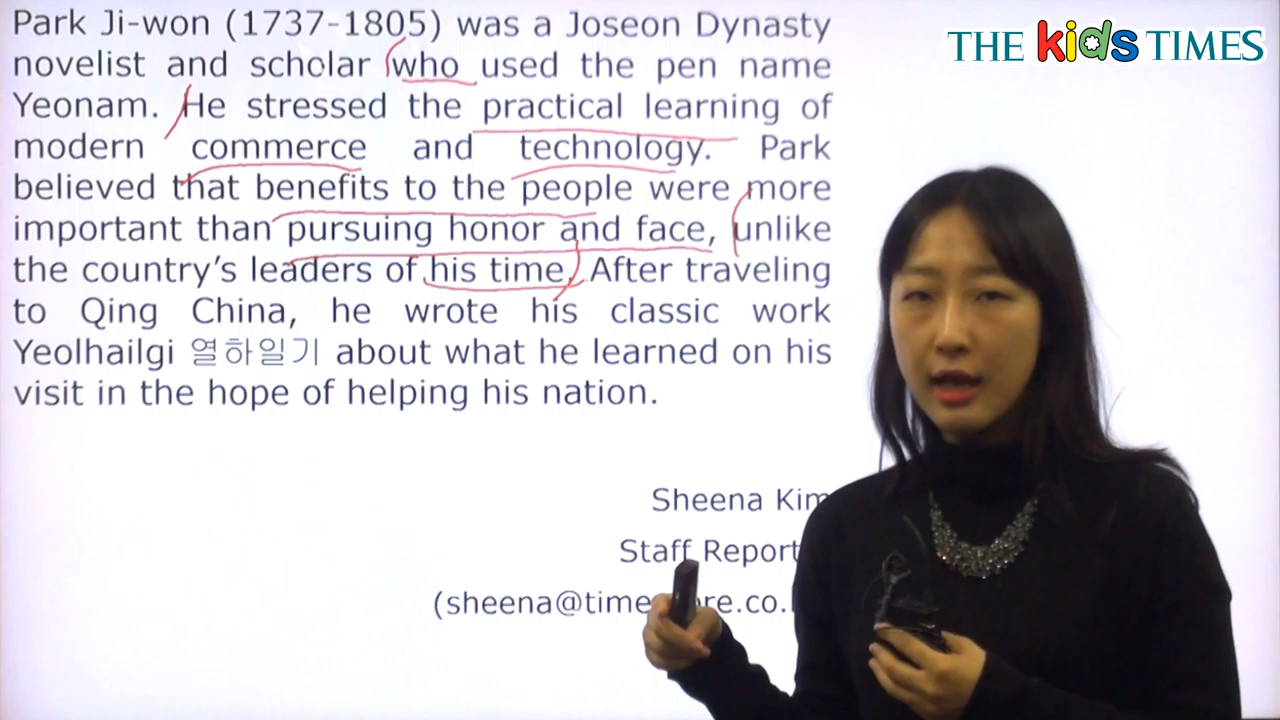 THE kids TIMES
Park Ji-won (1737-1805) was a Joseon Dynasty
novelist and scholar who used the pen name
Yeonam. He stressed the practical learning of
modern commerce and technology. Park
believed that benefits to the people were more
important than pursuing honor and face, unlike
the country's leaders of his time. After traveling
to Qing China, he wrote his classic work
Yeolhailgi 열하일기 about what he learned on his
visit in the hope of helping his nation.
Sheena Kim
Staff